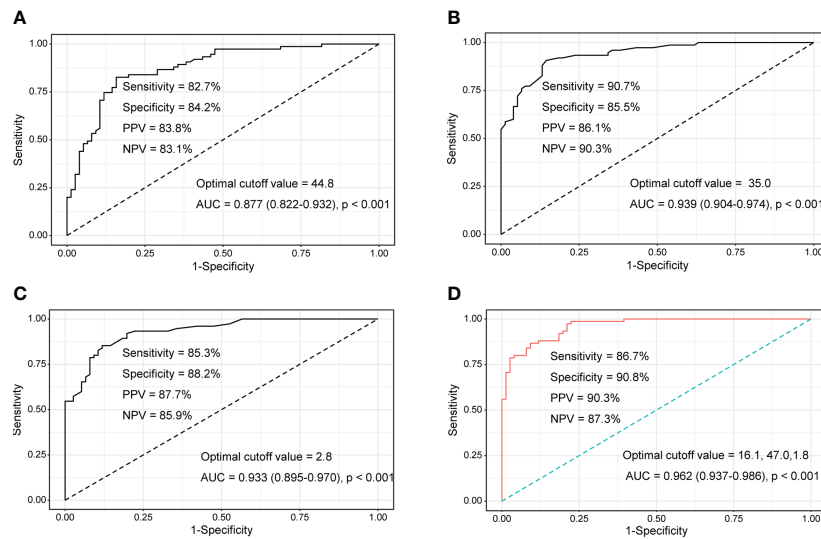 A
1.00
0.75
0.50
0.25
0.00
Sensitivity
Sensitivity = 82.7%
Specificity = 84.2%
PPV = 83.8%
NPV = 83.1%
Optimal cutoff value = 44.8
AUC = 0.877 (0.822-0.932), p < 0.001
0.00 0.25 0.50 0.75 1.00
1-Specificity
B
1.00
0.75
0.50
0.25
0.00
Sensitivity
Sensitivity = 90.7%
Specificity = 85.5%
PPV = 86.1%
NPV = 90.3%
Optimal cutoff value = 35.0
AUC = 0.939 (0.904-0.974), p < 0.001
0.00 0.25 0.50 0.75 1.00
1-Specificity
C
1.00
0.75
0.50
0.25
0.00
Sensitivity
Sensitivity = 85.3%
Specificity = 88.2%
PPV = 87.7%
NPV = 85.9%
Optimal cutoff value = 2.8
AUC = 0.933 (0.895-0.970), p < 0.001
0.00 0.25 0.50 0.75 1.00
1-Specificity
D
1.00
0.75
0.50
0.25
0.00
Sensitivity
Sensitivity = 86.7%
Specificity = 90.8%
PPV = 90.3%
NPV = 87.3%
Optimal cutoff value = 16.1, 47.0,1.8
AUC = 0.962 (0.937-0.986), p < 0.001
0.00 0.25 0.50 0.75 1.00
1-Specificity